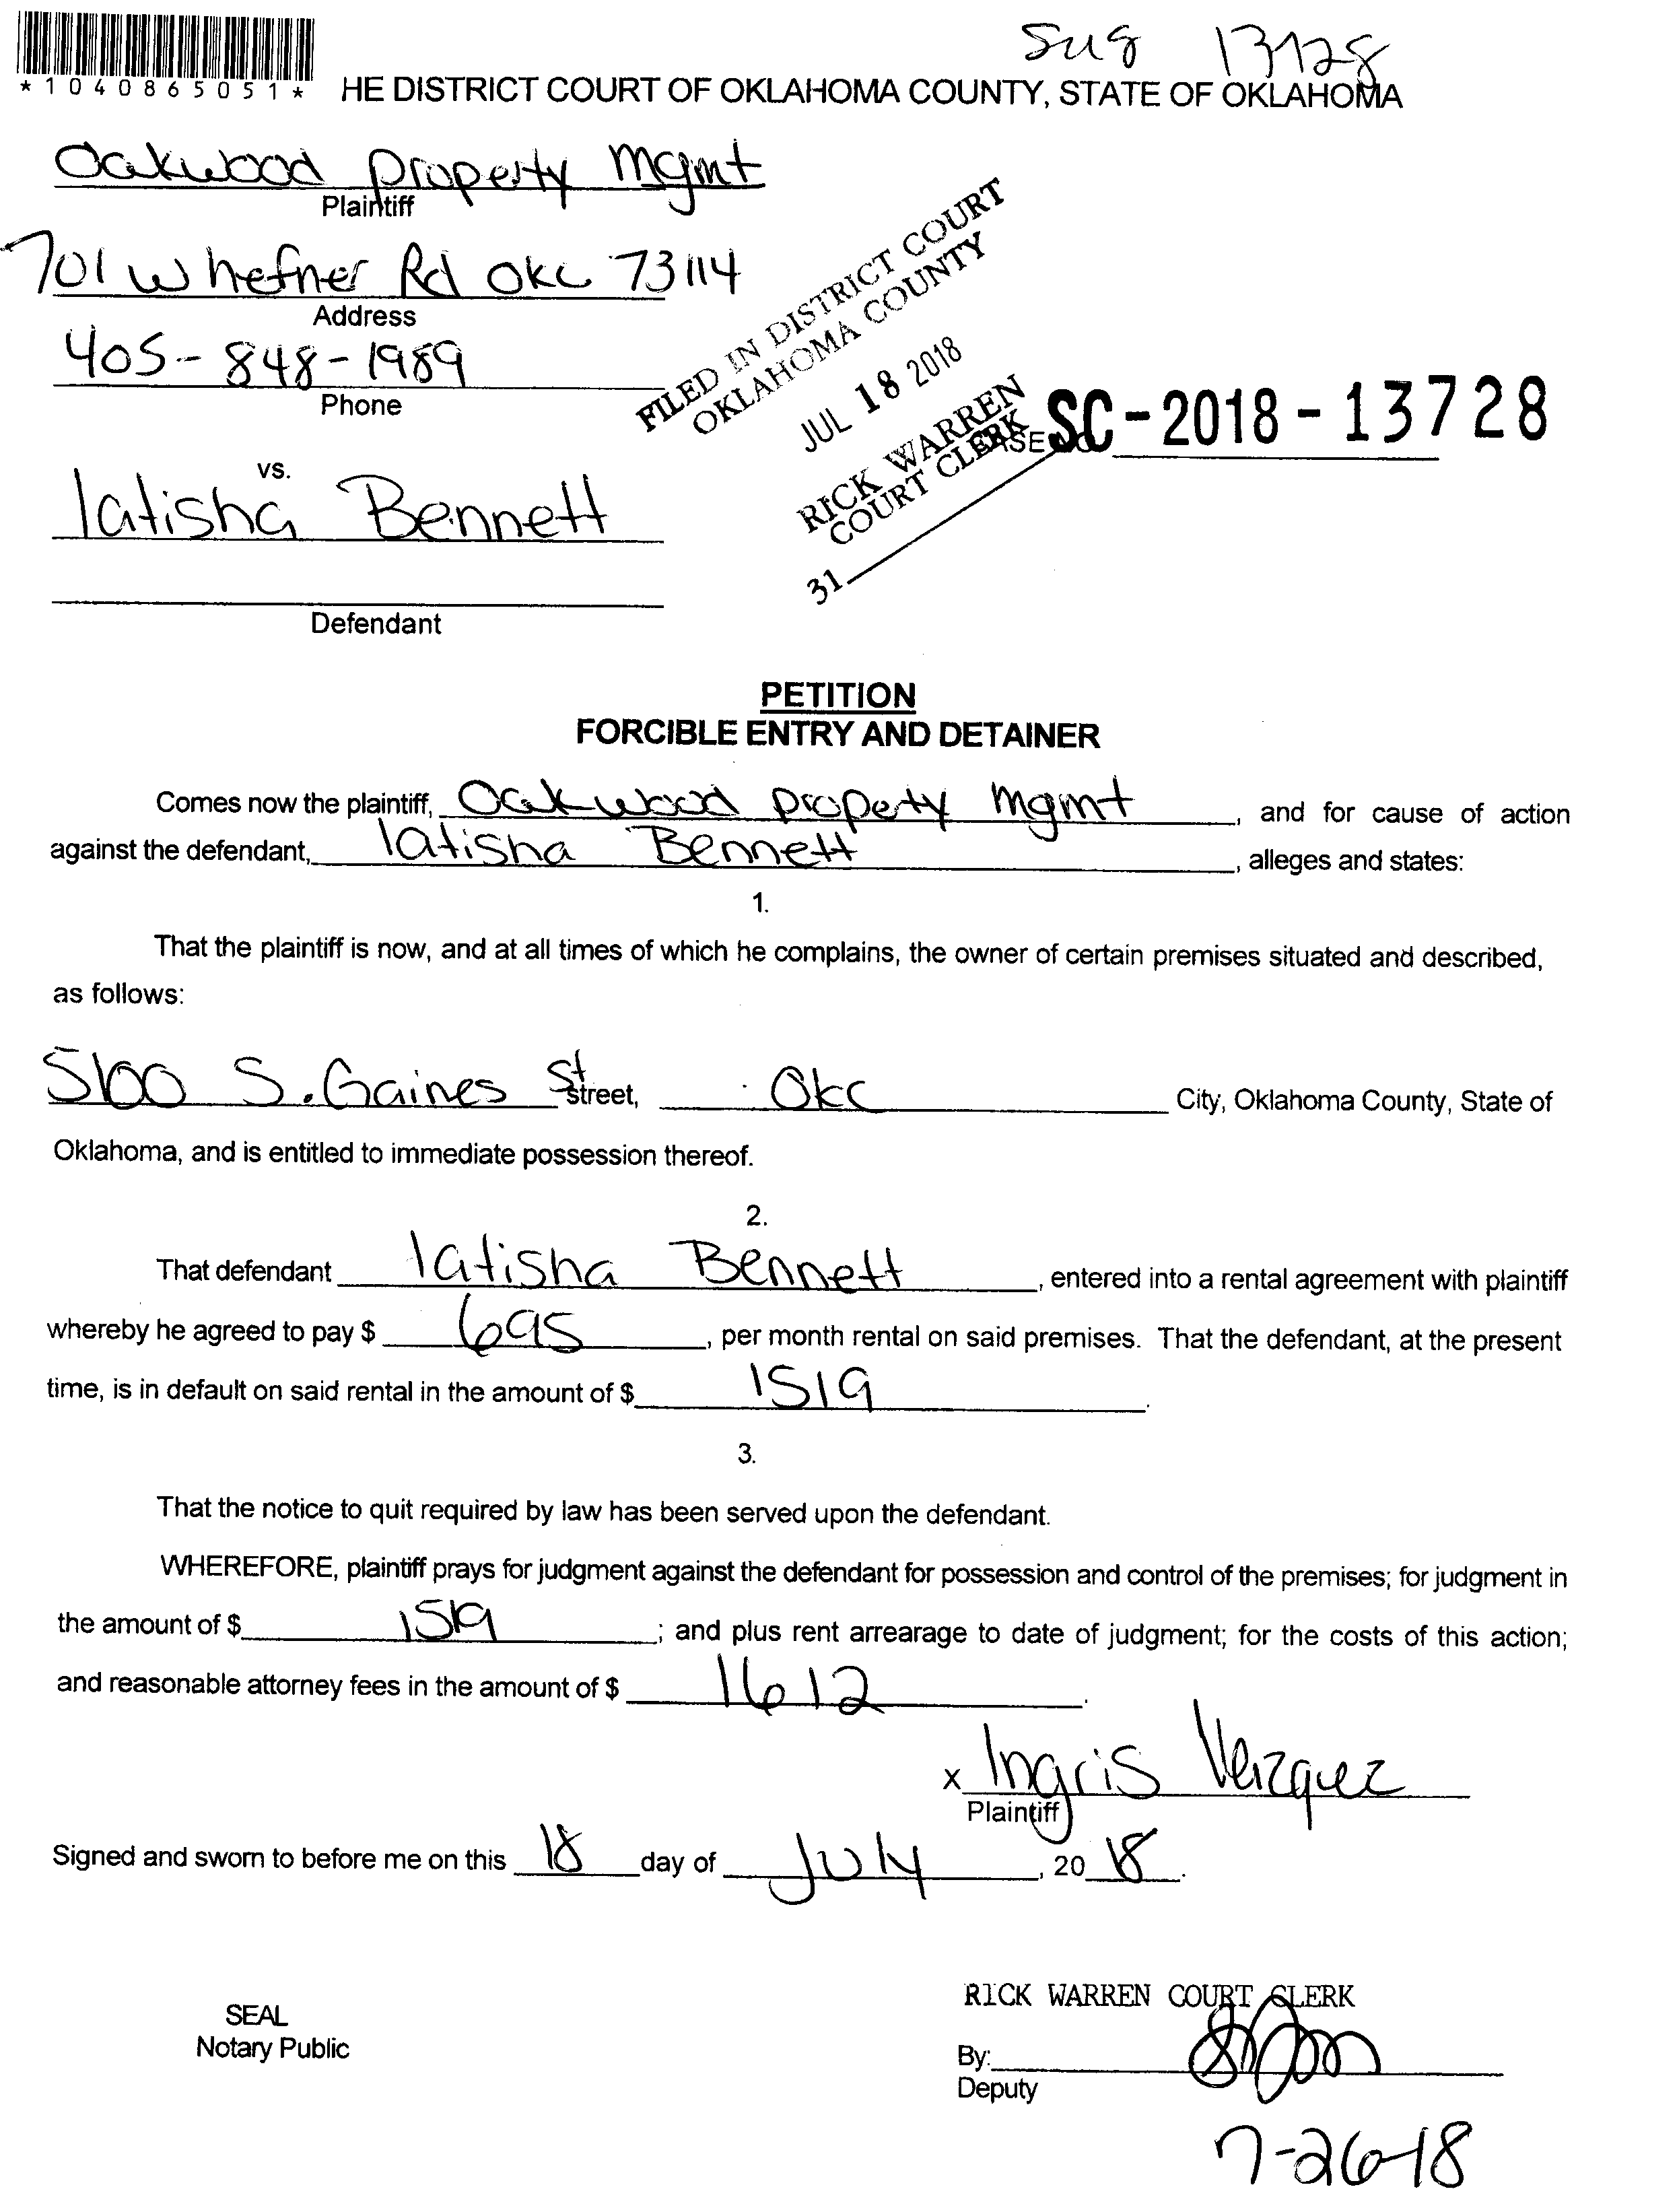 Sug 13728
*1040865051* HE DISTRICT COURT OF OKLAHOMA COUNTY, STATE OF OKLAHOMA
Oakwood property Mgmt
Plaintiff
701 W hefner Rd OKC 73114
Address
405-848-1989
Phone
FILED IN DISTRICT COURT
OKLAHOMA COUNTY
JUL 18 2018
RICK WARREN
COURT CLERK
31
SC-2018-13728
vs.
latisha Bennett
Defendant
PETITION
FORCIBLE ENTRY AND DETAINER
Comes now the plaintiff, Oakwood property mgmt, and for cause of action
against the defendant, latisha Bennett, alleges and states:
1.
That the plaintiff is now, and at all times of which he complains, the owner of certain premises situated and described,
as follows:
5100 S. Gaines St Street, OKC City, Oklahoma County, State of
Oklahoma, and is entitled to immediate possession thereof.
2.
That defendant latisha Bennett, entered into a rental agreement with plaintiff
whereby he agreed to pay $ 695, per month rental on said premises. That the defendant, at the present
time, is in default on said rental in the amount of $ 1519.
3.
That the notice to quit required by law has been served upon the defendant.
WHEREFORE, plaintiff prays for judgment against the defendant for possession and control of the premises; for judgment in
the amount of $ 1519; and plus rent arrearage to date of judgment; for the costs of this action;
and reasonable attorney fees in the amount of $ 1612.
x Ingris Velzquez
Plaintiff
Signed and sworn to before me on this 18 day of July, 20 18.
SEAL
Notary Public
RICK WARREN COURT CLERK
By:
Deputy
7-26-18